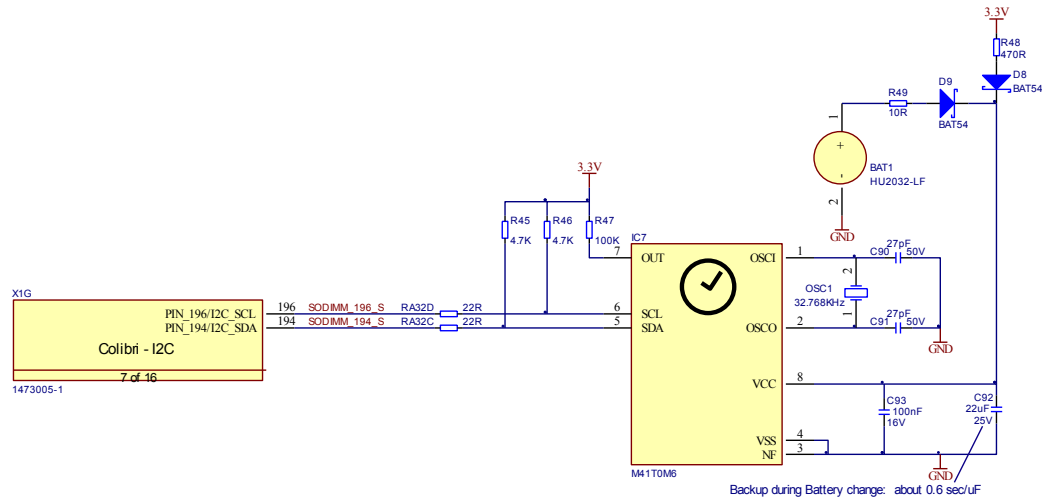 3.3V
R48
470R
D8
BAT54
D9
BAT54
R49
10R
1
+
-
BAT1
HU2032-LF
2
GND
3.3V
R45
4.7K
R46
4.7K
R47
100K
IC7
7
OUT
OSCI
1
27pF
C90
50V
2
OSC1
32.768KHz
1
27pF
C91
50V
GND
X1G
PIN_196/I2C_SCL
196
SODIMM_196_S
RA32D
22R
6
SCL
PIN_194/I2C_SDA
194
SODIMM_194_S
RA32C
22R
5
SDA
OSCO
2
Colibri - I2C
7 of 16
1473005-1
VCC
8
C93
100nF
16V
C92
22uF
25V
VSS
4
NF
3
M41T0M6
GND
Backup during Battery change: about 0.6 sec/uF